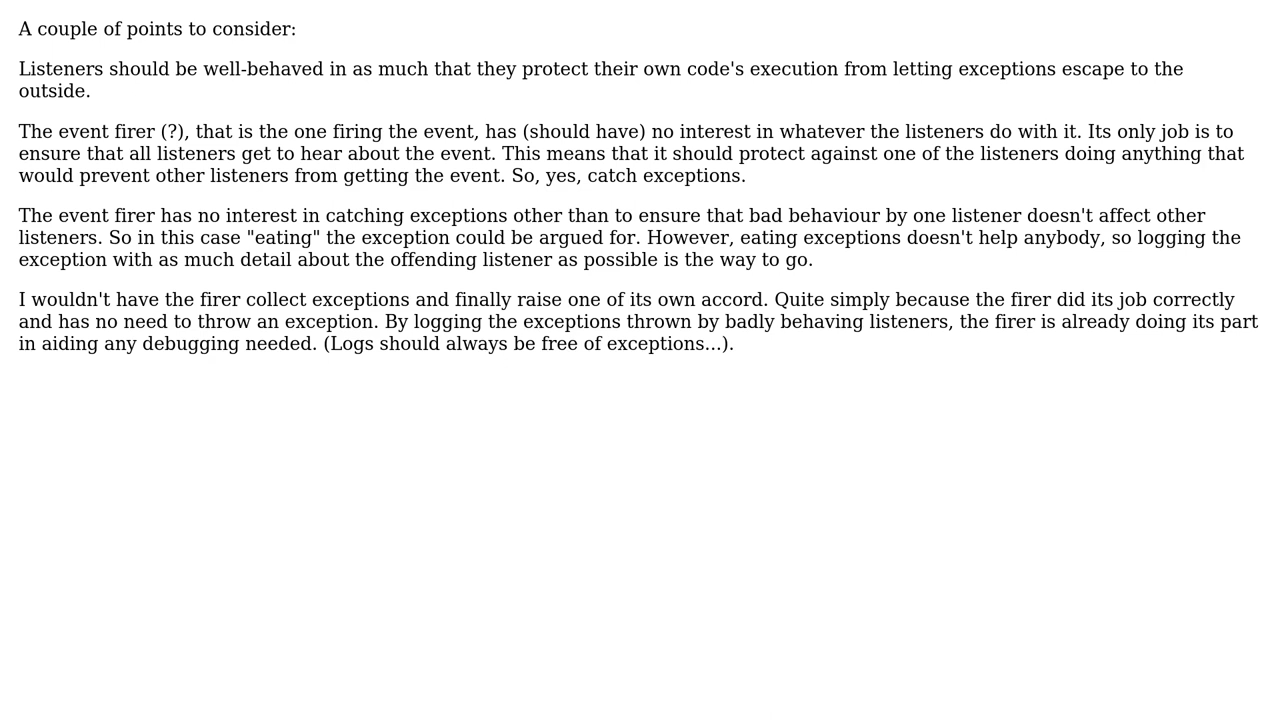 A couple of points to consider:
Listeners should be well-behaved in as much that they protect their own code's execution from letting exceptions escape to the
outside.
The event firer (?), that is the one firing the event, has (should have) no interest in whatever the listeners do with it. Its only job is to
ensure that all listeners get to hear about the event. This means that it should protect against one of the listeners doing anything that
would prevent other listeners from getting the event. So, yes, catch exceptions.
The event firer has no interest in catching exceptions other than to ensure that bad behaviour by one listener doesn't affect other
listeners. So in this case "eating" the exception could be argued for. However, eating exceptions doesn't help anybody, so logging the
exception with as much detail about the offending listener as possible is the way to go.
I wouldn't have the firer collect exceptions and finally raise one of its own accord. Quite simply because the firer did its job correctly
and has no need to throw an exception. By logging the exceptions thrown by badly behaving listeners, the firer is already doing its part
in aiding any debugging needed. (Logs should always be free of exceptions...).